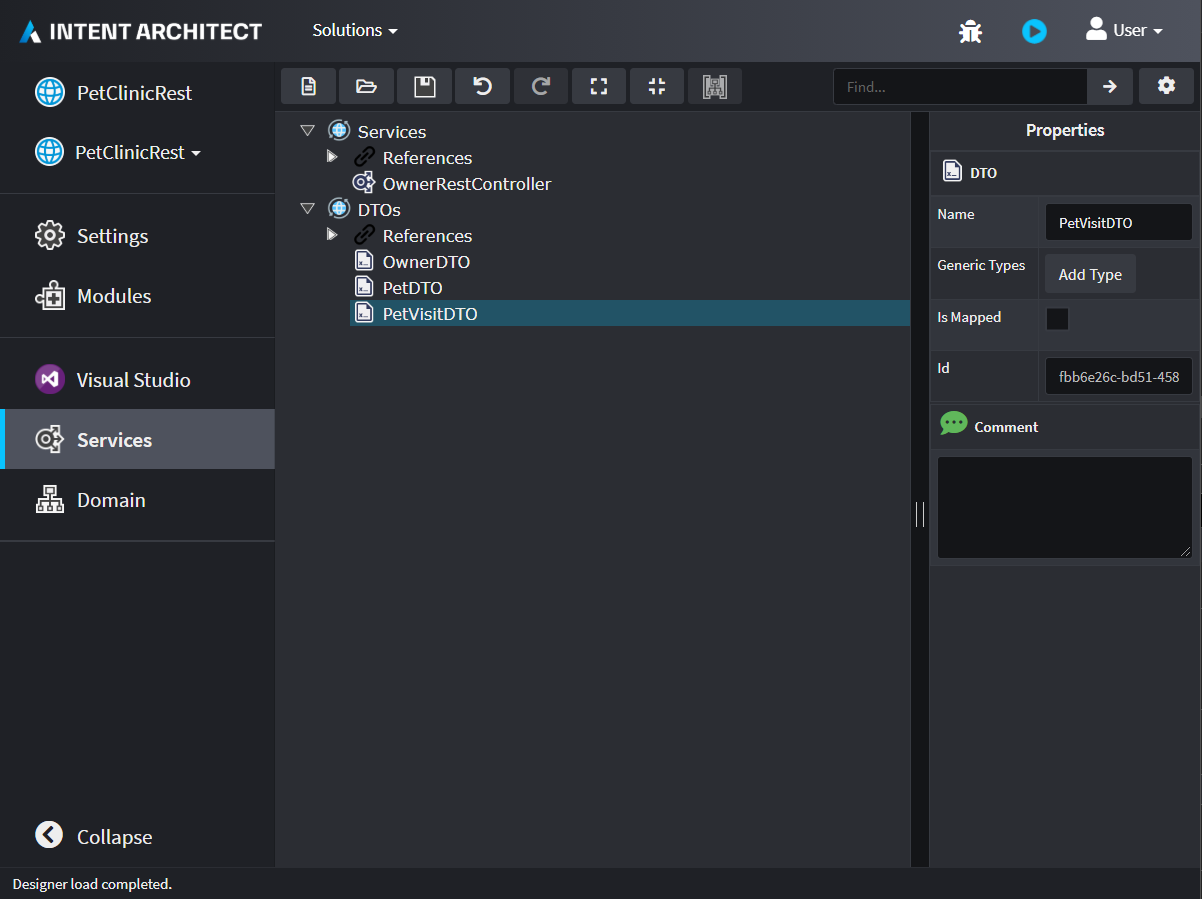 INTENT ARCHITECT
Solutions
User
PetClinicRest
PetClinicRest
Settings
Modules
Visual Studio
Services
Domain
Collapse
Find...
Services
References
OwnerRestController
DTOs
References
OwnerDTO
PetDTO
PetVisitDTO
Properties
DTO
Name
PetVisitDTO
Generic Types
Add Type
Is Mapped
Id
fbb6e26c-bd51-458
Comment
Designer load completed.